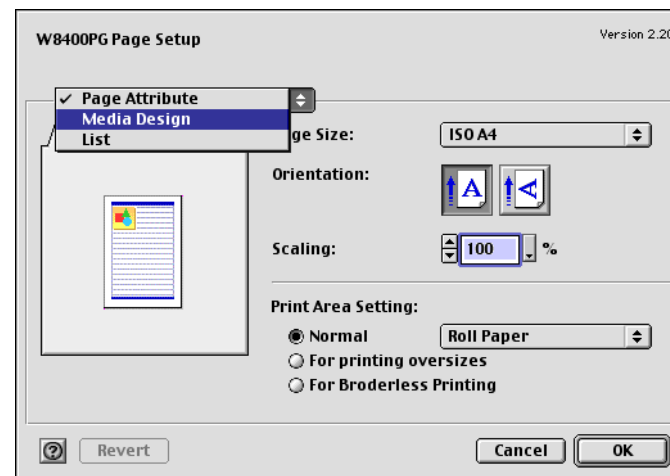 W8400PG Page Setup
Version 2.20
✓ Page Attribute
Media Design
List
ge Size:
ISO A4
Orientation:
A
A
Scaling:
100
%
Print Area Setting:
Normal
Roll Paper
For printing oversizes
For Broderless Printing
?
Revert
Cancel
OK